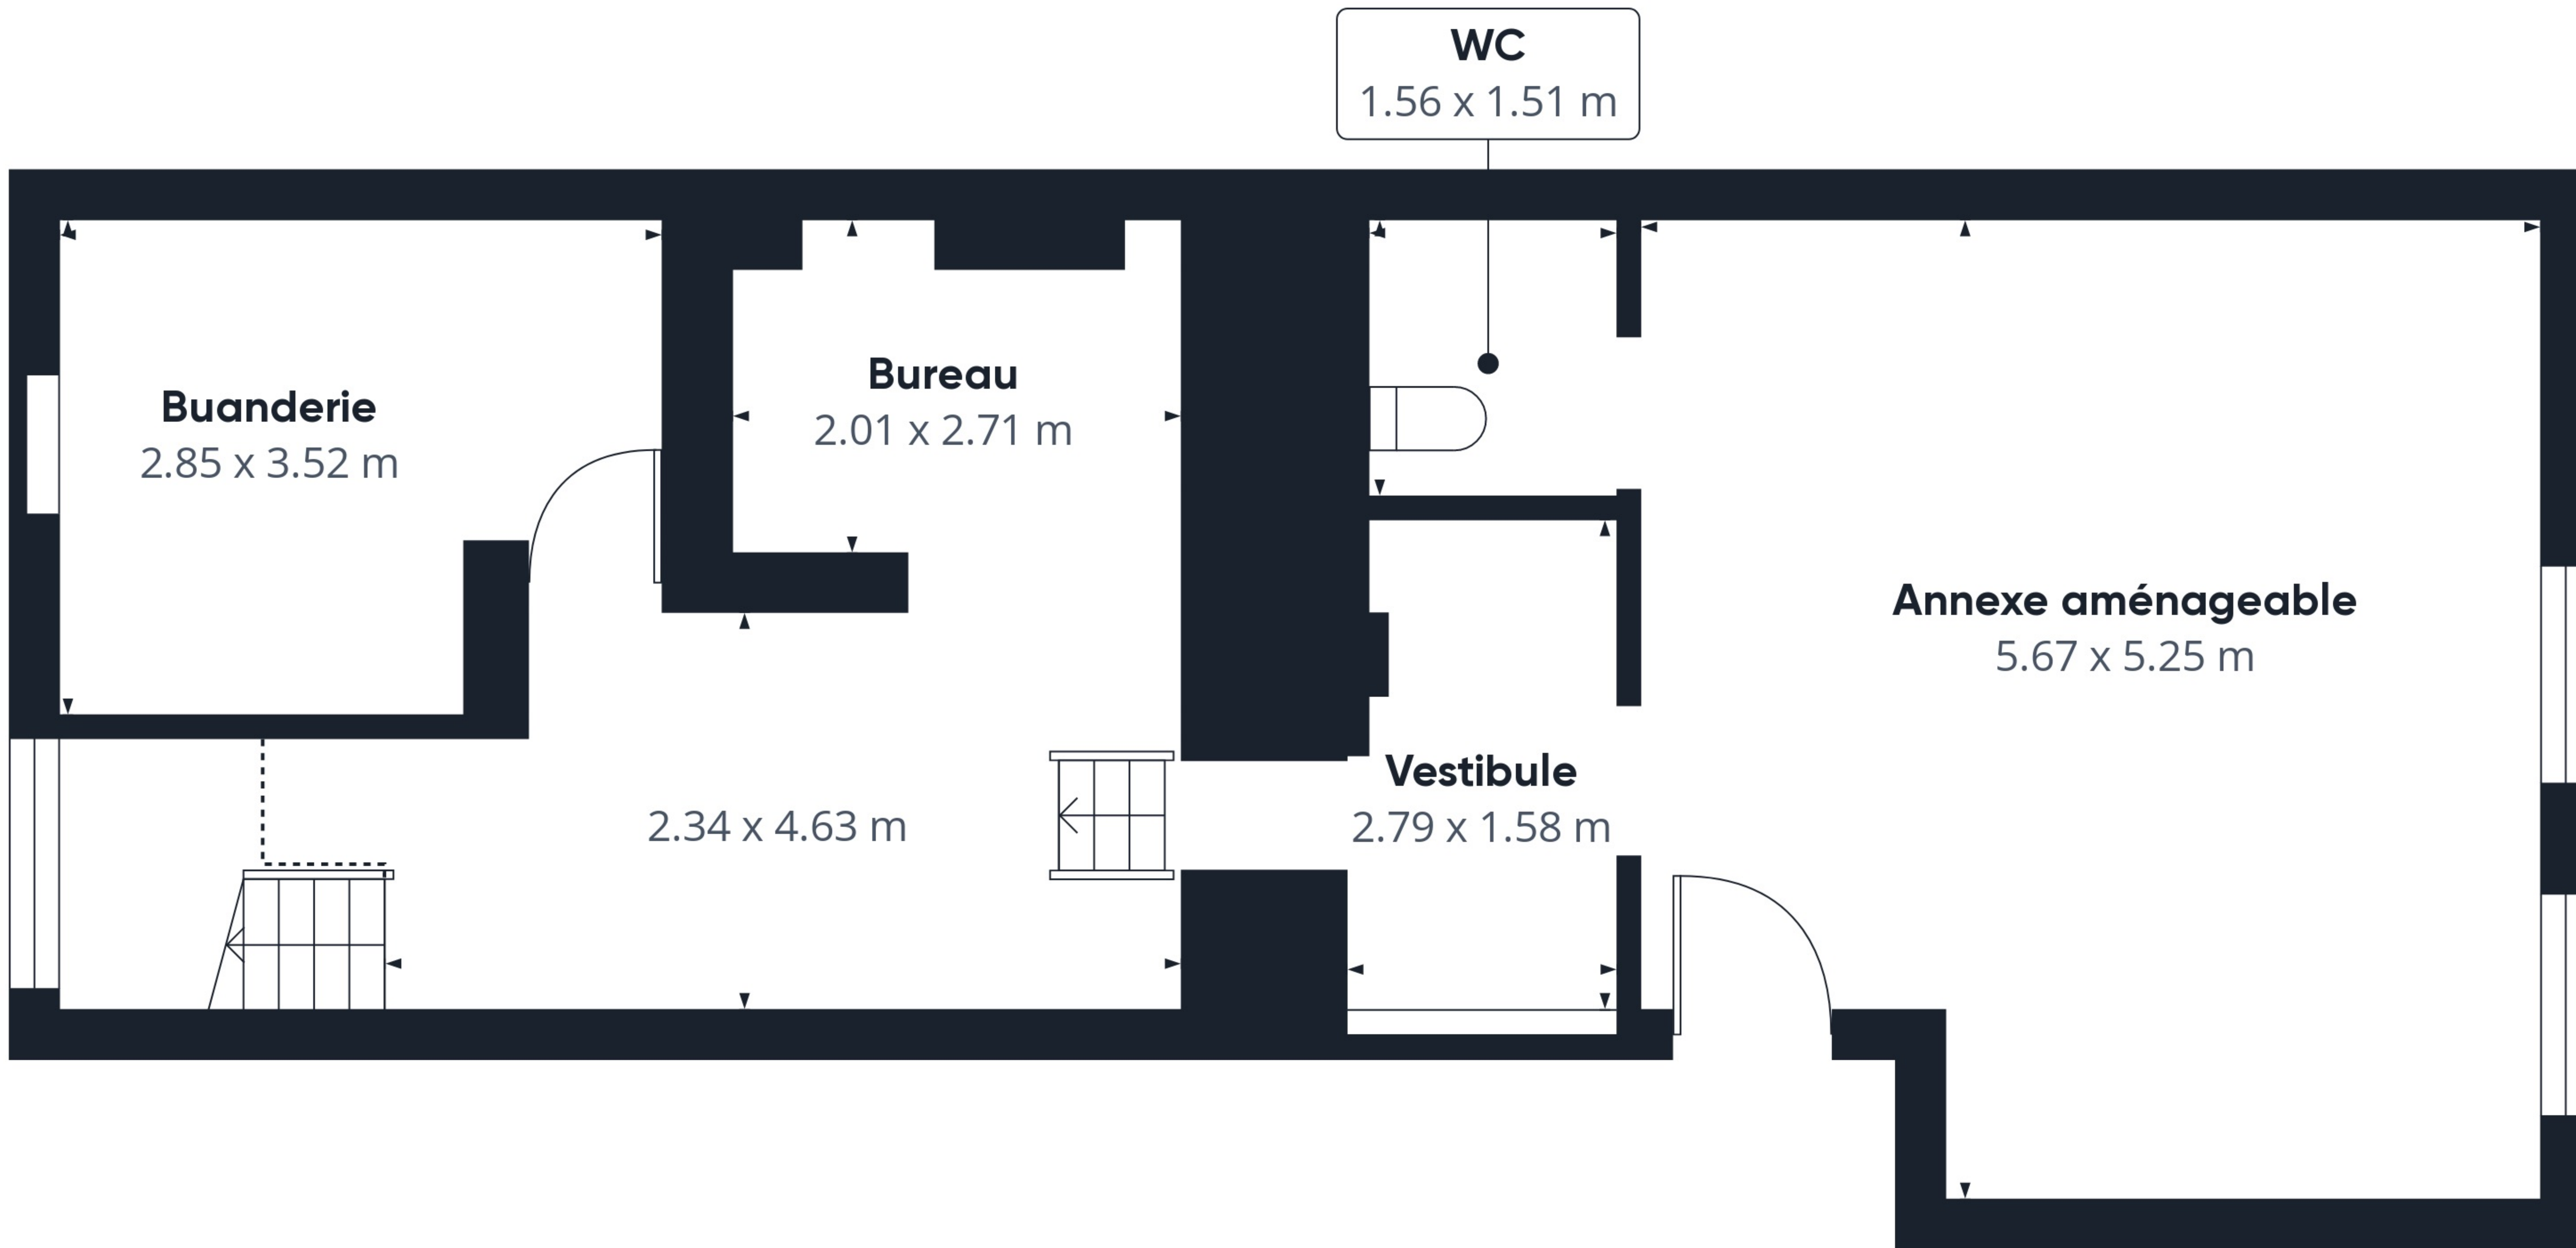 WC
1.56 x 1.51 m
Buanderie
2.85 x 3.52 m
Bureau
2.01 x 2.71 m
Annexe aménageable
5.67 x 5.25 m
Vestibule
2.79 x 1.58 m
2.34 x 4.63 m